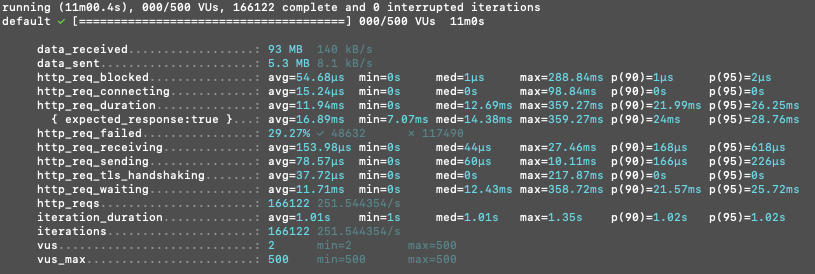 running (11m00.4s), 000/500 VUs, 166122 complete and 0 interrupted iterations
default ✓ [======================================] 000/500 VUs  11m0s

     data_received..................: 93 MB  140 kB/s
     data_sent......................: 5.3 MB 8.1 kB/s
     http_req_blocked...............: avg=54.68µs  min=0s     med=1µs     max=288.84ms p(90)=1µs     p(95)=2µs
     http_req_connecting............: avg=15.24µs  min=0s     med=0s      max=98.84ms  p(90)=0s      p(95)=0s
     http_req_duration..............: avg=11.94ms  min=0s     med=12.69ms max=359.27ms p(90)=21.99ms p(95)=26.25ms
       { expected_response:true }...: avg=16.89ms  min=7.07ms med=14.38ms max=359.27ms p(90)=24ms    p(95)=28.76ms
     http_req_failed................: 29.27% ✓ 48632      ✗ 117490
     http_req_receiving.............: avg=153.98µs min=0s     med=44µs    max=27.46ms  p(90)=168µs   p(95)=618µs
     http_req_sending...............: avg=78.57µs  min=0s     med=60µs    max=10.11ms  p(90)=166µs   p(95)=226µs
     http_req_tls_handshaking.......: avg=37.72µs  min=0s     med=0s      max=217.87ms p(90)=0s      p(95)=0s
     http_req_waiting...............: avg=11.71ms  min=0s     med=12.43ms max=358.72ms p(90)=21.57ms p(95)=25.72ms
     http_reqs......................: 166122 251.544354/s
     iteration_duration.............: avg=1.01s    min=1s     med=1.01s   max=1.35s    p(90)=1.02s   p(95)=1.02s
     iterations.....................: 166122 251.544354/s
     vus............................: 2      min=2        max=500
     vus_max........................: 500    min=500      max=500